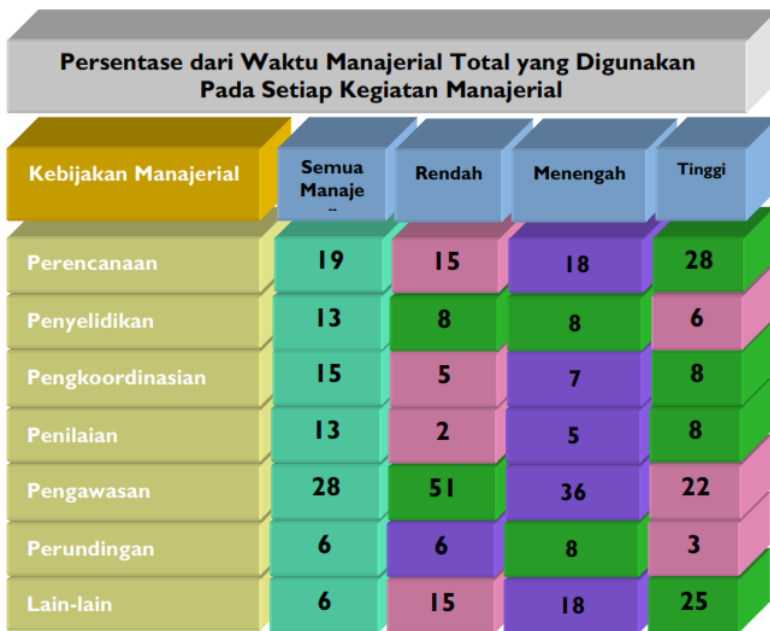 Persentase dari Waktu Manajerial Total yang Digunakan
Pada Setiap Kegiatan Manajerial
Kebijakan Manajerial
Semua
Manaje
Rendah
Menengah
Tinggi
Perencanaan 19 15 18 28
Penyelidikan 13 8 8 6
Pengkoordinasian 15 5 7 8
Penilaian 13 2 5 8
Pengawasan 28 51 36 22
Perundingan 6 6 8 3
Lain-lain 6 15 18 25